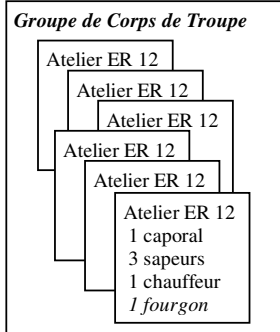 Groupe de Corps de Troupe
Atelier ER 12
Atelier ER 12
Atelier ER 12
Atelier ER 12
Atelier ER 12
Atelier ER 12
1 caporal
3 sapeurs
1 chauffeur
1 fourgon